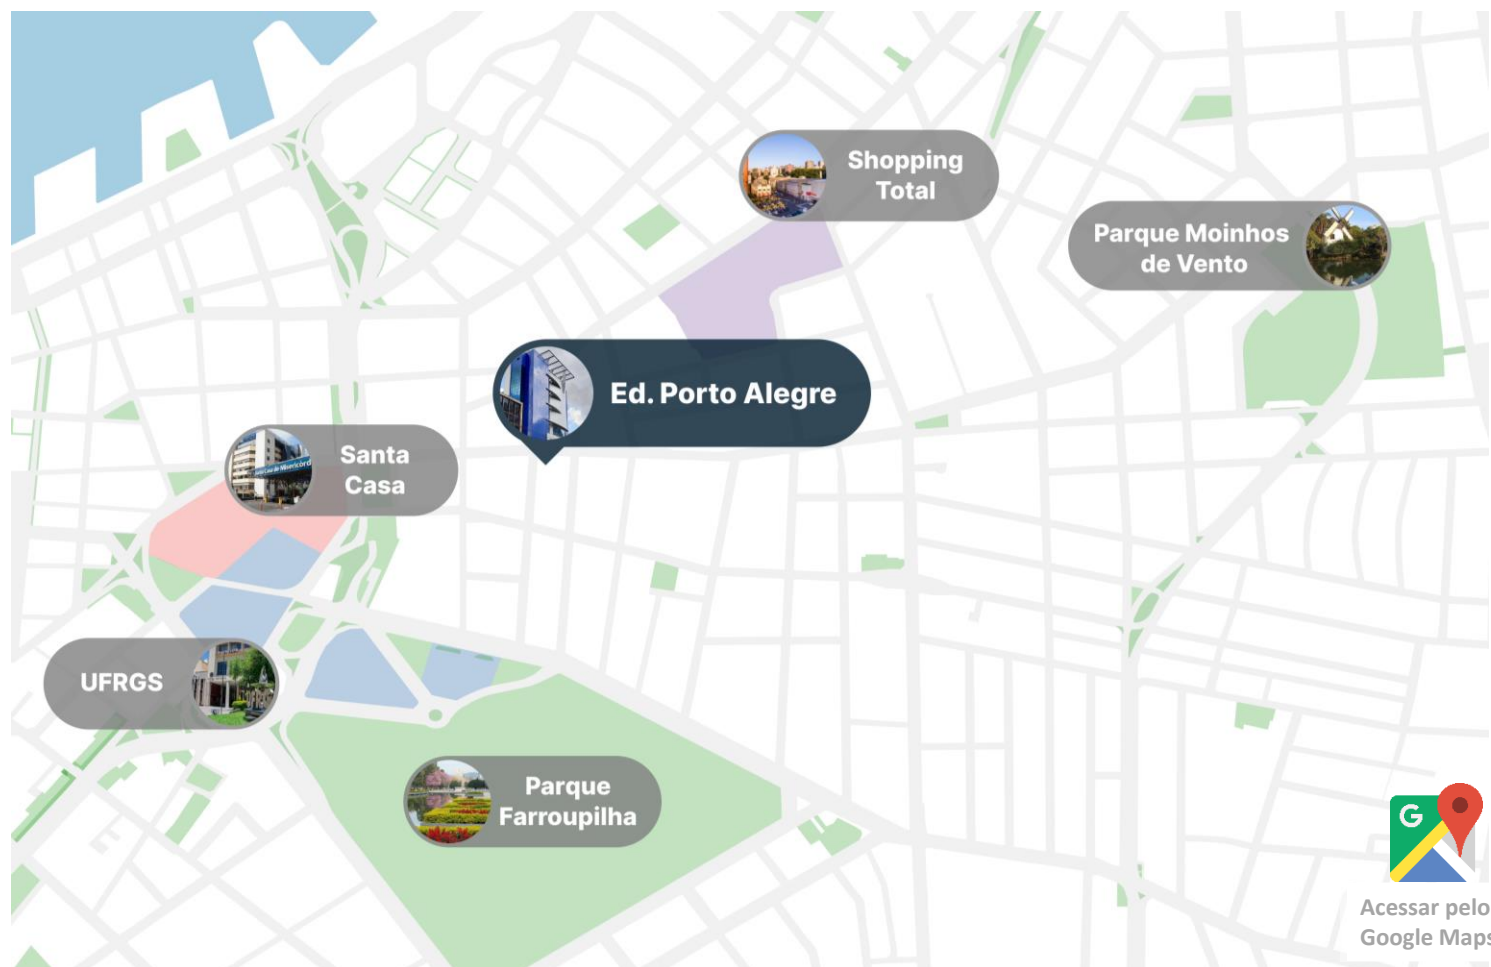 Shopping
Total
Parque Moinhos
de Vento
Ed. Porto Alegre
Santa
Casa
UFRGS
Parque
Farroupilha
G
Acessar pelo
Google Maps